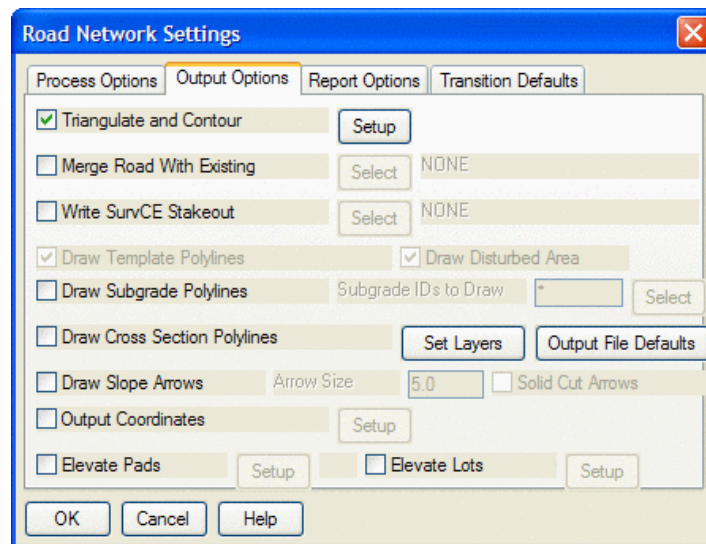 Road Network Settings
Process Options Output Options Report Options Transition Defaults
Triangulate and Contour Setup
Merge Road With Existing Select NONE
Write SurvCE Stakeout Select NONE
Draw Template Polylines Draw Disturbed Area
Draw Subgrade Polylines Subgrade IDs to Draw * Select
Draw Cross Section Polylines Set Layers Output File Defaults
Draw Slope Arrows Arrow Size 5.0 Solid Cut Arrows
Output Coordinates Setup
Elevate Pads Setup Elevate Lots Setup
OK Cancel Help